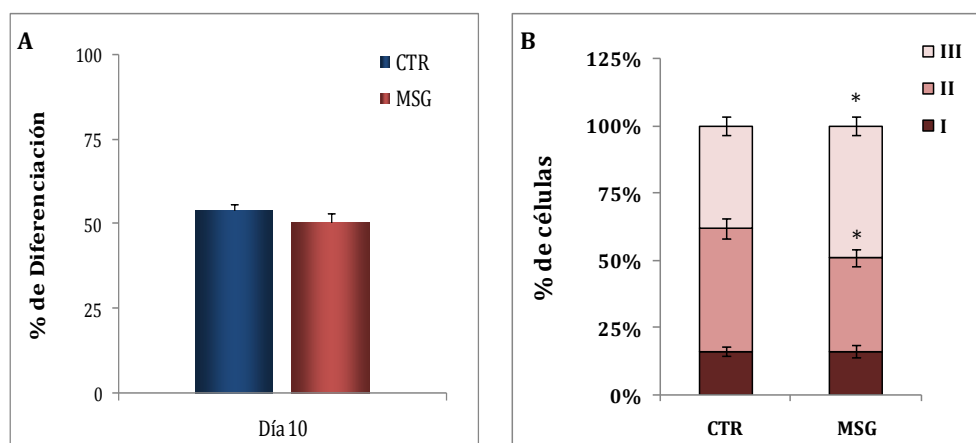 A
% de Diferenciación
100
75
50
25
0
CTR
MSG
Día 10
B
% de células
125%
100%
75%
50%
25%
0%
*
*
III
II
I
CTR
MSG